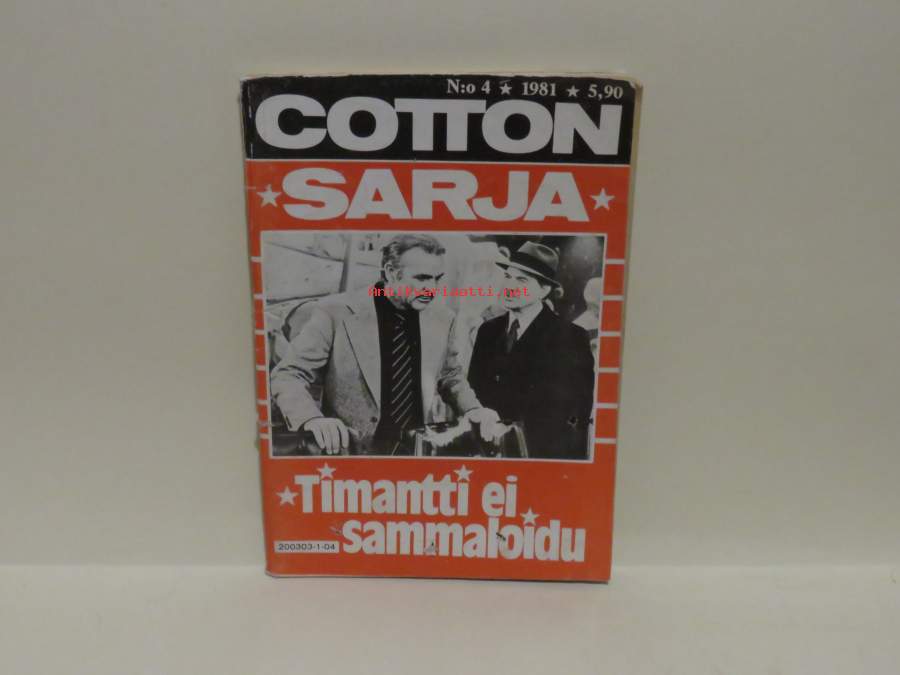 N:o 4 ★ 1981 ★ 5,90
COTTON
SARJA
Antikvariaatti.net
Timantti ei
sammaloidu
200303-1-04